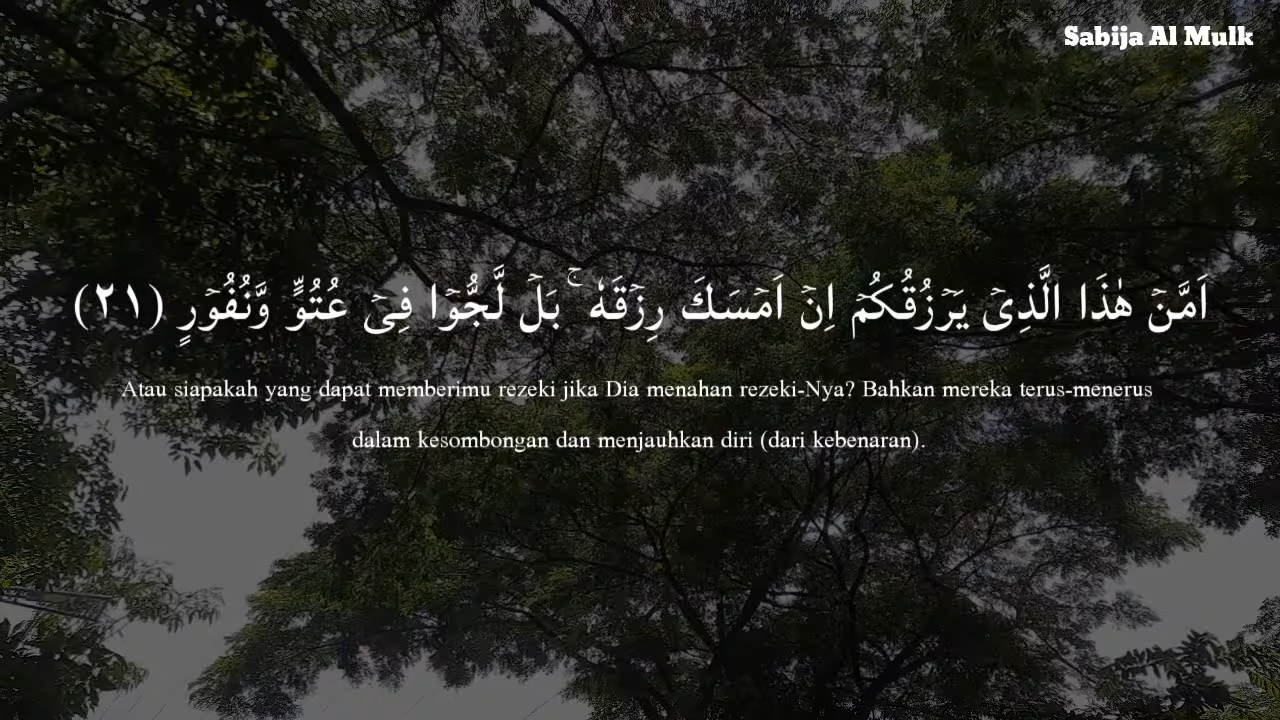 Sabija Al Mulk
اَمَّنۡ هٰذَا الَّذِىۡ يَرۡزُقُكُمۡ اِنۡ اَمۡسَكَ رِزۡقَهٗ‌ ۚ بَلۡ لَّجُّوۡا فِىۡ عُتُوٍّ وَّنُفُوۡرٍ (٢١)
Atau siapakah yang dapat memberimu rezeki jika Dia menahan rezeki-Nya? Bahkan mereka terus-menerus
dalam kesombongan dan menjauhkan diri (dari kebenaran).